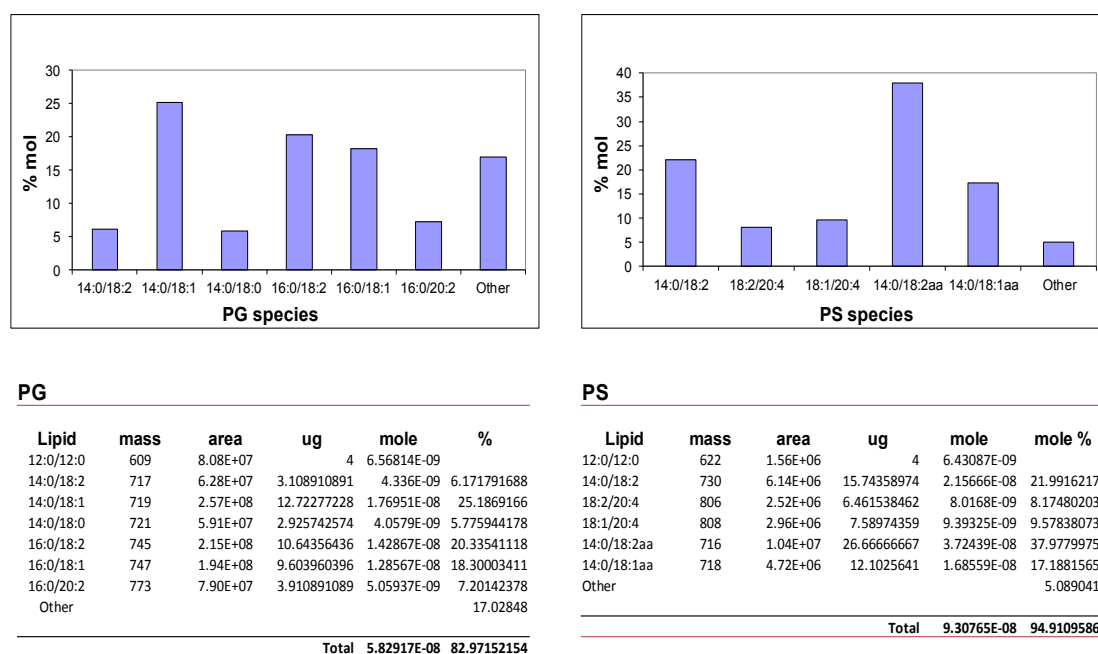 30
25
20
15
10
5
0
% mol
14:0/18:2 14:0/18:1 14:0/18:0 16:0/18:2 16:0/18:1 16:0/20:2 Other
PG species
40
35
30
25
20
15
10
5
0
% mol
14:0/18:2 18:2/20:4 18:1/20:4 14:0/18:2aa 14:0/18:1aa Other
PS species
PG
Lipid mass area ug mole %
12:0/12:0 609 8.08E+07 4 6.56814E-09
14:0/18:2 717 6.28E+07 3.108910891 4.336E-09 6.171791688
14:0/18:1 719 2.57E+08 12.72277228 1.76951E-08 25.1869166
14:0/18:0 721 5.91E+07 2.925742574 4.0579E-09 5.775944178
16:0/18:2 745 2.15E+08 10.64356436 1.42867E-08 20.33541118
16:0/18:1 747 1.94E+08 9.603960396 1.28567E-08 18.30003411
16:0/20:2 773 7.90E+07 3.910891089 5.05937E-09 7.20142378
Other 17.02848
Total 5.82917E-08 82.97152154
PS
Lipid mass area ug mole mole %
12:0/12:0 622 1.56E+06 4 6.43087E-09
14:0/18:2 730 6.14E+06 15.74358974 2.15666E-08 21.9916217
18:2/20:4 806 2.52E+06 6.461538462 8.0168E-09 8.17480203
18:1/20:4 808 2.96E+06 7.58974359 9.39325E-09 9.57838073
14:0/18:2aa 716 1.04E+07 26.66666667 3.72439E-08 37.9779975
14:0/18:1aa 718 4.72E+06 12.1025641 1.68559E-08 17.1881565
Other 5.089041
Total 9.30765E-08 94.9109586